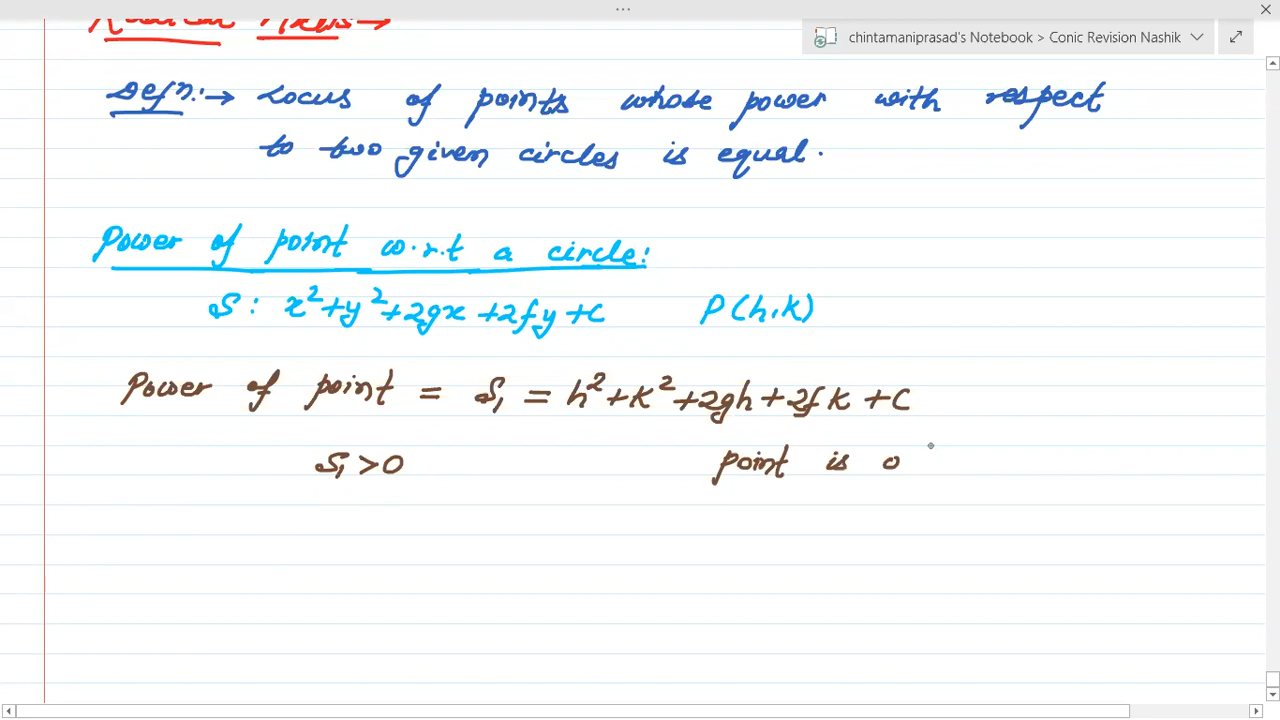 ...
chintamaniprasad's Notebook > Conic Revision Nashik
Radical Axis→
Defn:→ Locus of points whose power with respect
to two given circles is equal.
Power of point w.r.t a circle:
S: x²+y²+2gx+2fy+c P(h,k)
Power of point = S₁ = h²+k²+2gh+2fk+c
S₁>0 point is o